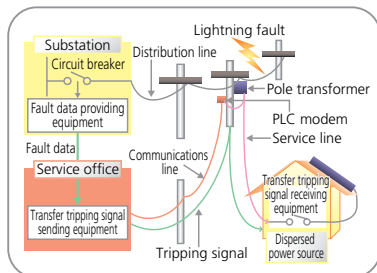 Substation
Circuit breaker
Fault data providing
equipment
Fault data
Service office
Transfer tripping signal
sending equipment
Distribution line
Lightning fault
Pole transformer
PLC modem
Service line
Communications
line
Tripping signal
Transfer tripping
signal receiving
equipment
Dispersed
power source